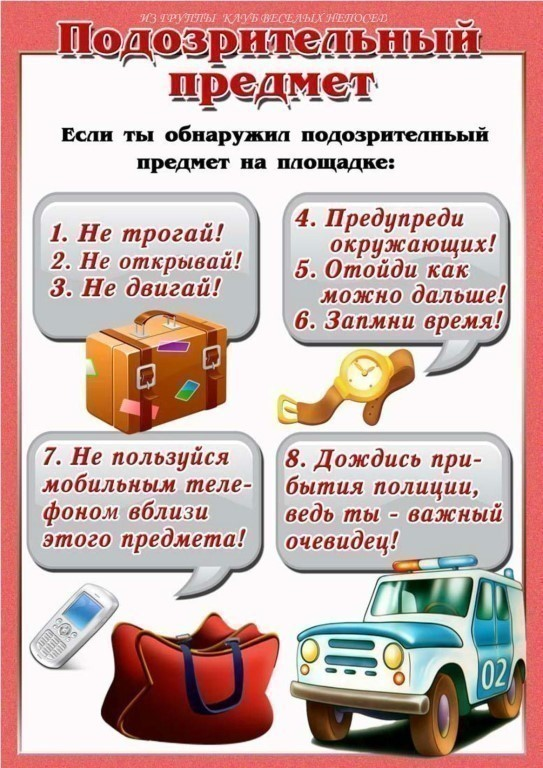 ИЗ ГРУППЫ КЛУБ ВЕСЕЛЫХ НЕПОСЕД
Подозрительный
предмет
Если ты обнаружил подозрителньый
предмет на площадке:
1. Не трогай!
2. Не открывай!
3. Не двигай!
4. Предупреди
окружающих!
5. Отойди как
можно дальше!
6. Запмни время!
7. Не пользуйся
мобильным теле-
фоном вблизи
этого предмета!
8. Дождись при-
бытия полиции,
ведь ты - важный
очевидец!
02